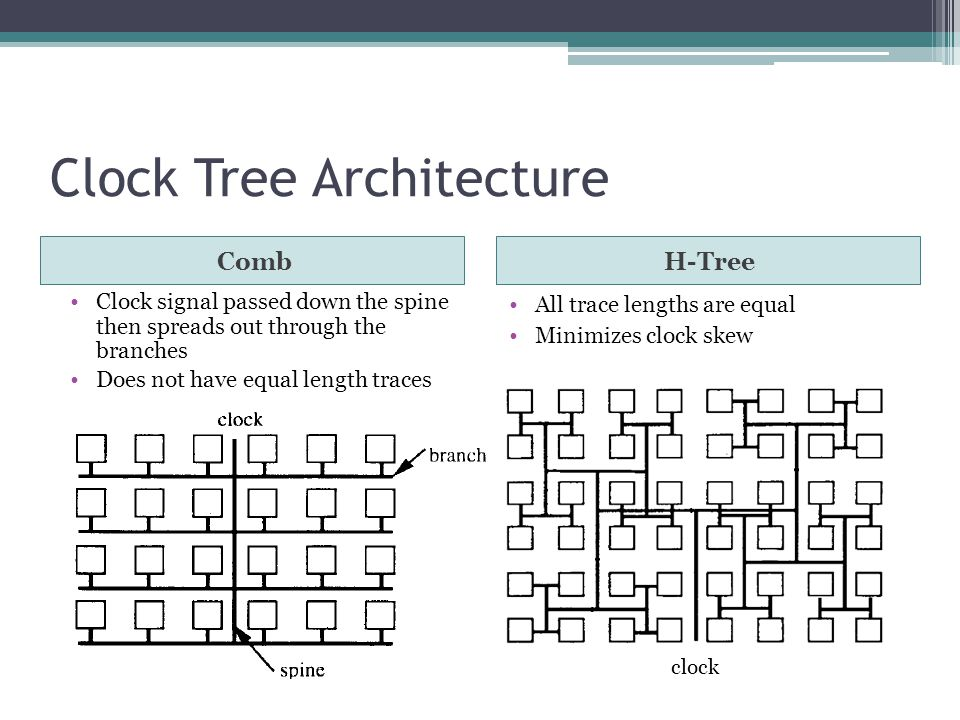 Clock Tree Architecture
Comb
• Clock signal passed down the spine
then spreads out through the
branches
• Does not have equal length traces
clock
branch
spine
H-Tree
• All trace lengths are equal
• Minimizes clock skew
clock